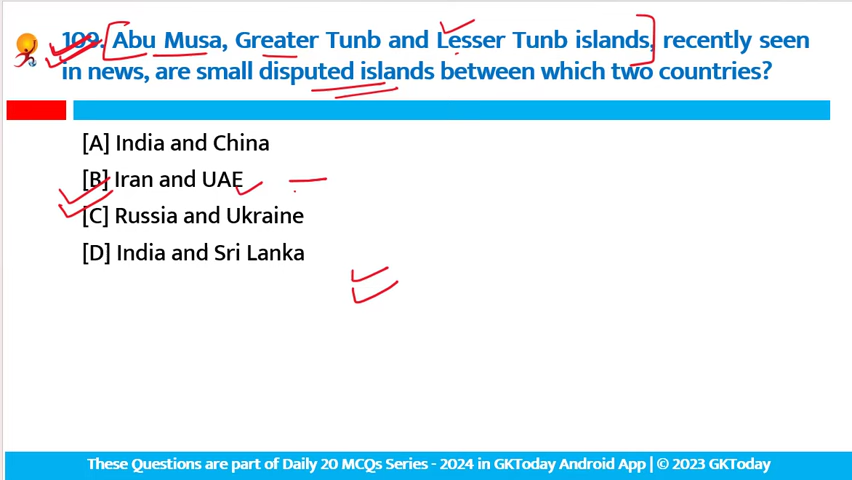 109. Abu Musa, Greater Tunb and Lesser Tunb islands, recently seen
in news, are small disputed islands between which two countries?
[A] India and China
[B] Iran and UAE
[C] Russia and Ukraine
[D] India and Sri Lanka
These Questions are part of Daily 20 MCQs Series - 2024 in GKToday Android App | © 2023 GKToday